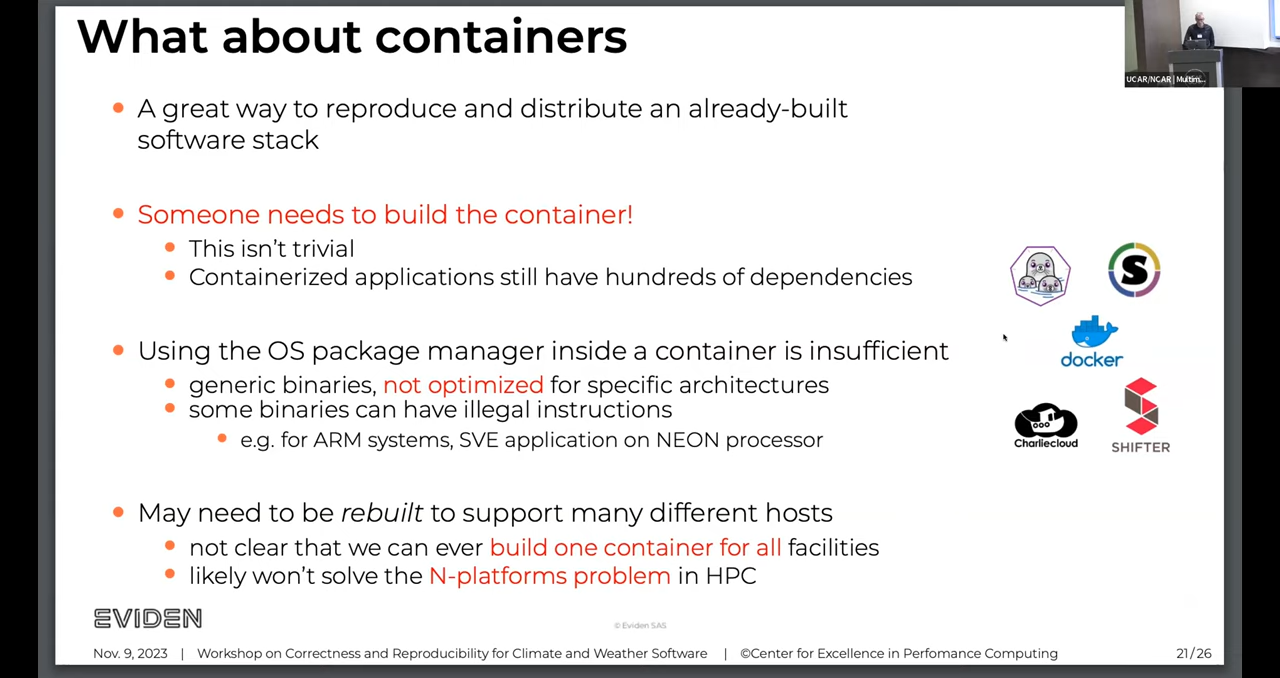 What about containers
UCAR/NCAR | Multim...
A great way to reproduce and distribute an already-built
software stack
Someone needs to build the container!
This isn't trivial
Containerized applications still have hundreds of dependencies
S
docker
Using the OS package manager inside a container is insufficient
generic binaries, not optimized for specific architectures
some binaries can have illegal instructions
e.g. for ARM systems, SVE application on NEON processor
Charliecloud
SHIFTER
May need to be rebuilt to support many different hosts
not clear that we can ever build one container for all facilities
likely won't solve the N-platforms problem in HPC
EVIDEN
© Eviden SAS
Nov. 9, 2023 | Workshop on Correctness and Reproducibility for Climate and Weather Software | ©Center for Excellence in Perfomance Computing 21/26